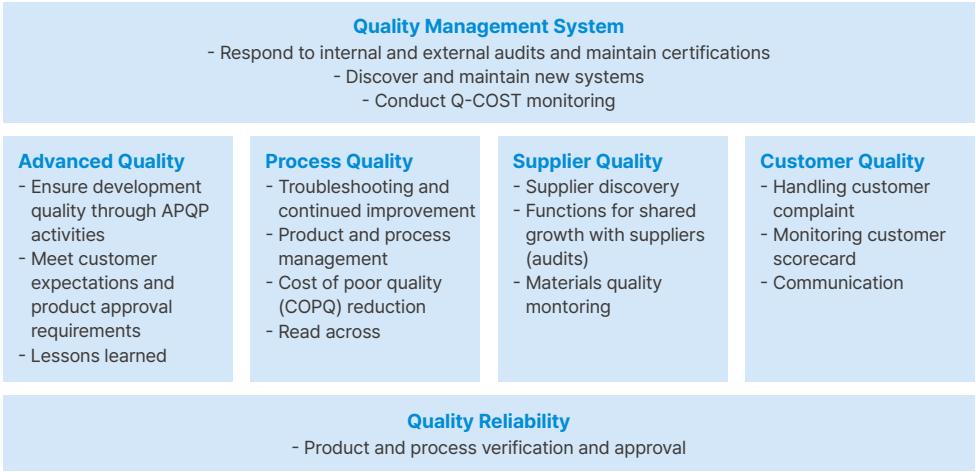 Quality Management System
- Respond to internal and external audits and maintain certifications
- Discover and maintain new systems
- Conduct Q-COST monitoring
Advanced Quality
- Ensure development
quality through APQP
activities
- Meet customer
expectations and
product approval
requirements
- Lessons learned
Process Quality
- Troubleshooting and
continued improvement
- Product and process
management
- Cost of poor quality
(COPQ) reduction
- Read across
Supplier Quality
- Supplier discovery
- Functions for shared
growth with suppliers
(audits)
- Materials quality
montoring
Customer Quality
- Handling customer
complaint
- Monitoring customer
scorecard
- Communication
Quality Reliability
- Product and process verification and approval